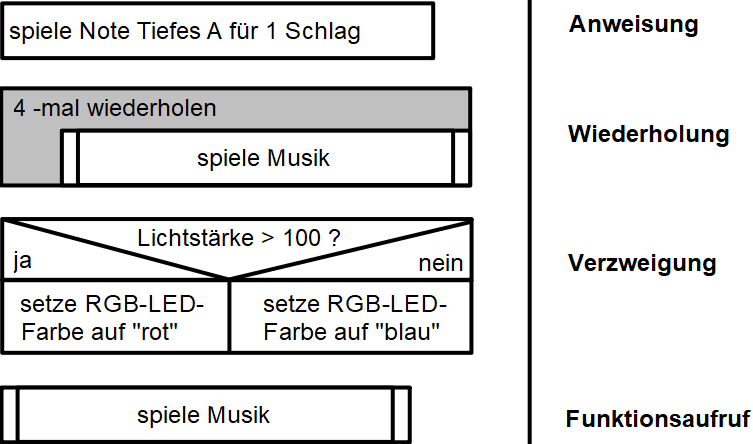 spiele Note Tiefes A für 1 Schlag
Anweisung
4 -mal wiederholen
spiele Musik
Wiederholung
Lichtstärke > 100 ?
ja
nein
setze RGB-LED-
Farbe auf "rot"
setze RGB-LED-
Farbe auf "blau"
Verzweigung
spiele Musik
Funktionsaufruf